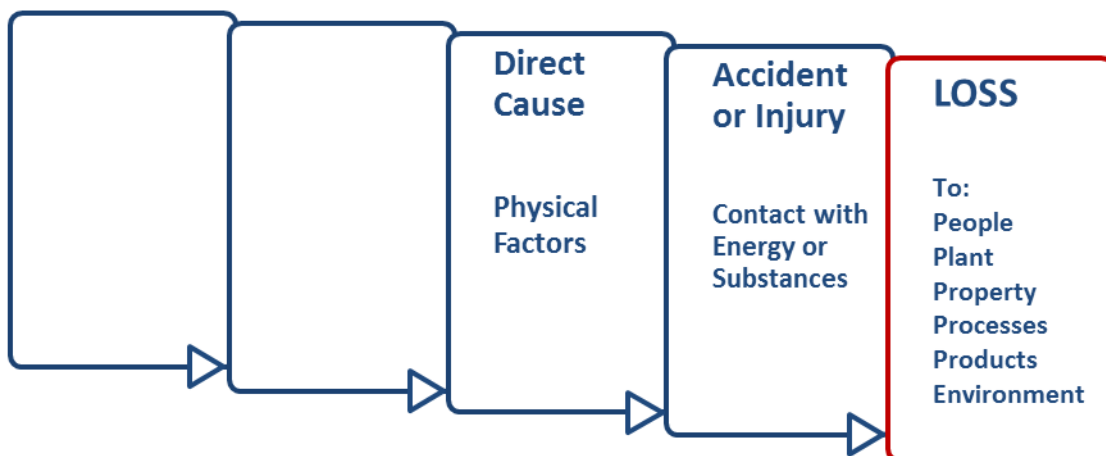 Direct
Cause
Physical
Factors
Accident
or Injury
Contact with
Energy or
Substances
LOSS
To:
People
Plant
Property
Processes
Products
Environment